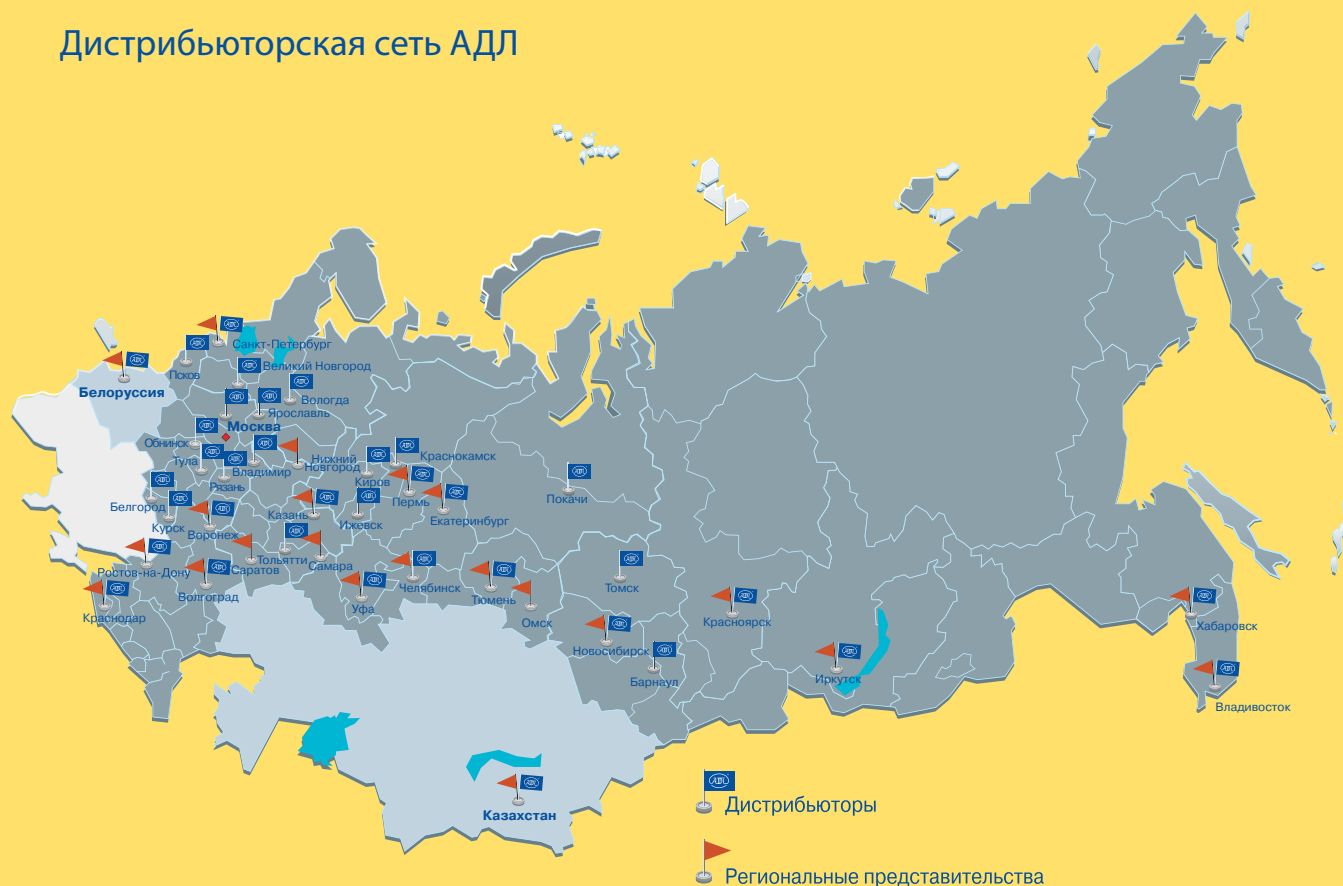 Дистрибьюторская сеть АДЛ
Санкт-Петербург
Псков
Великий Новгород
Белоруссия
Вологда
Ярославль
Москва
Обнинск
Тула
Рязань
Владимир
Нижний
Новгород
Киров
Краснокамск
Пермь
Екатеринбург
Покачи
Белгород
Курск
Воронеж
Казань
Ижевск
Ростов-на-Дону
Саратов
Тольятти
Самара
Волгоград
Краснодар
Уфа
Челябинск
Тюмень
Омск
Томск
Новосибирск
Барнаул
Красноярск
Иркутск
Хабаровск
Владивосток
Казахстан
Дистрибьюторы
Региональные представительства